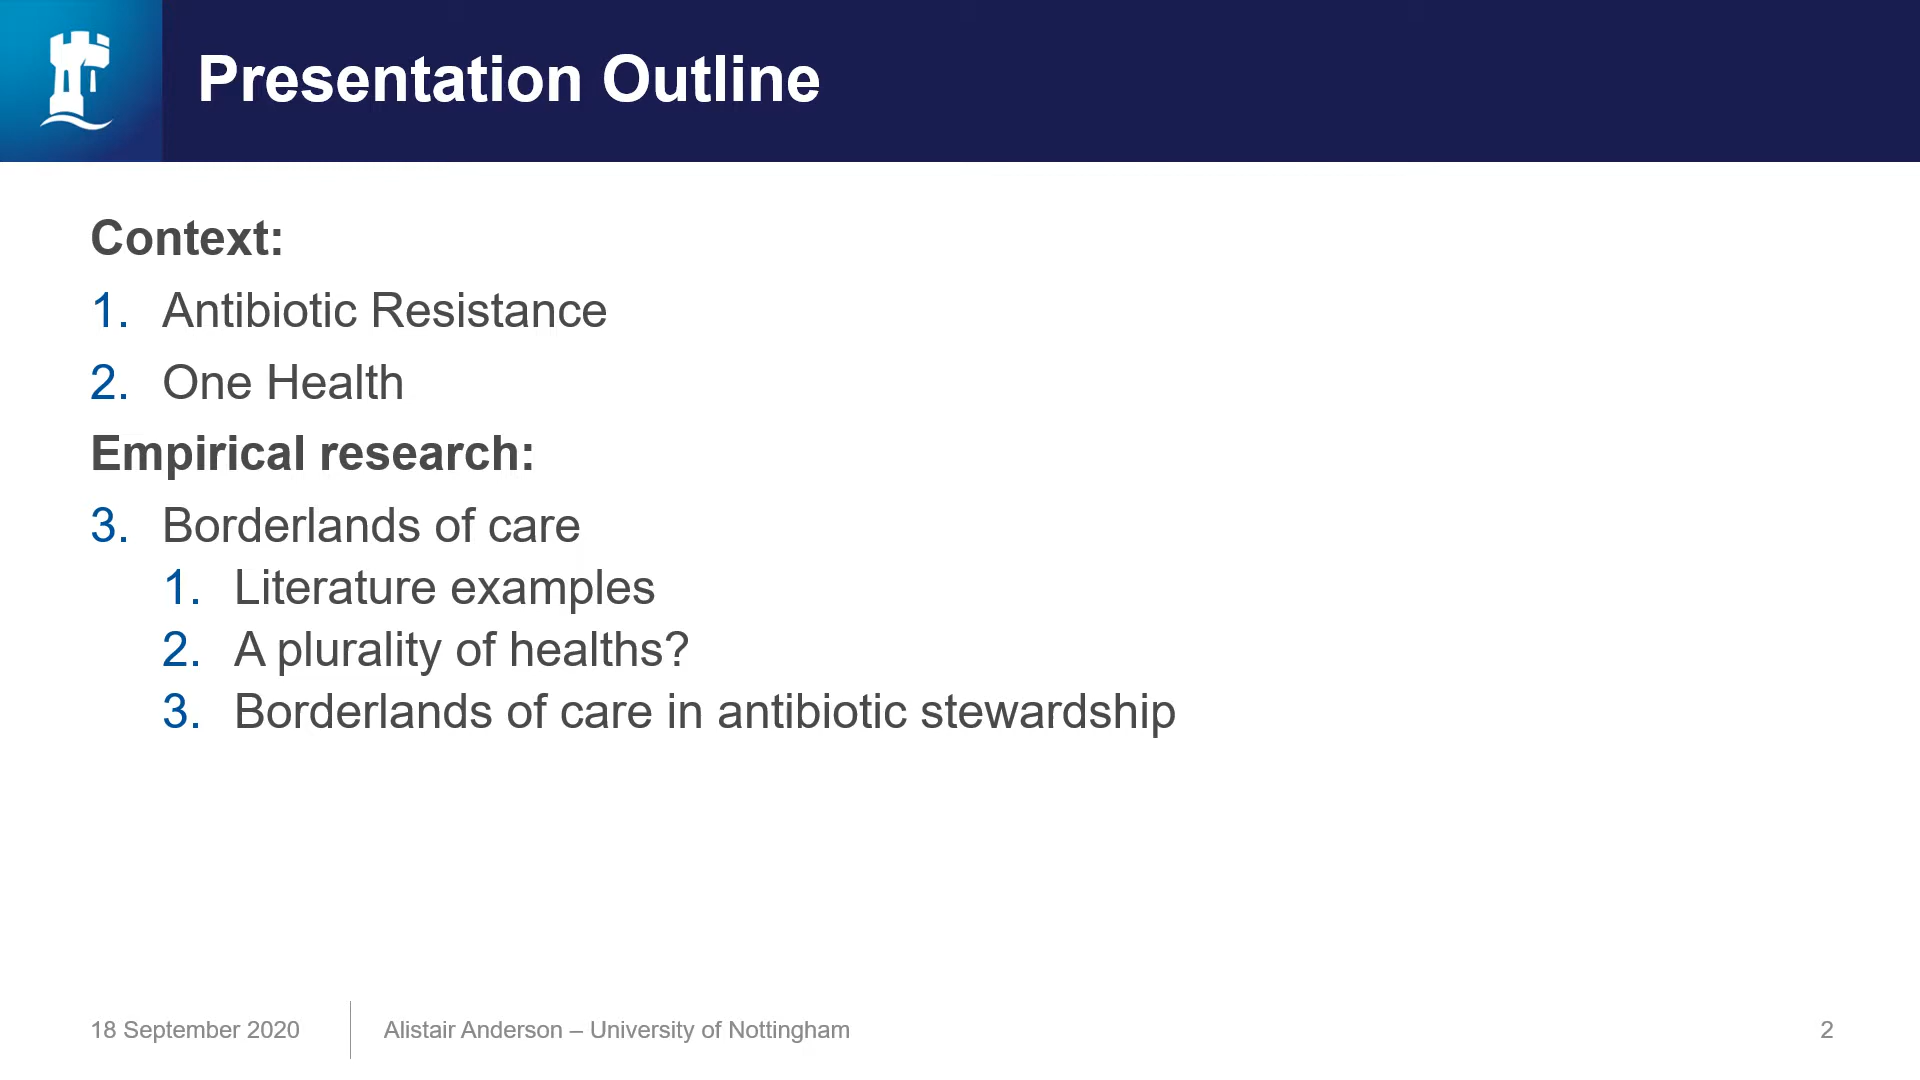 Presentation Outline
Context:
1. Antibiotic Resistance
2. One Health
Empirical research:
3. Borderlands of care
1. Literature examples
2. A plurality of healths?
3. Borderlands of care in antibiotic stewardship
18 September 2020
Alistair Anderson – University of Nottingham
2